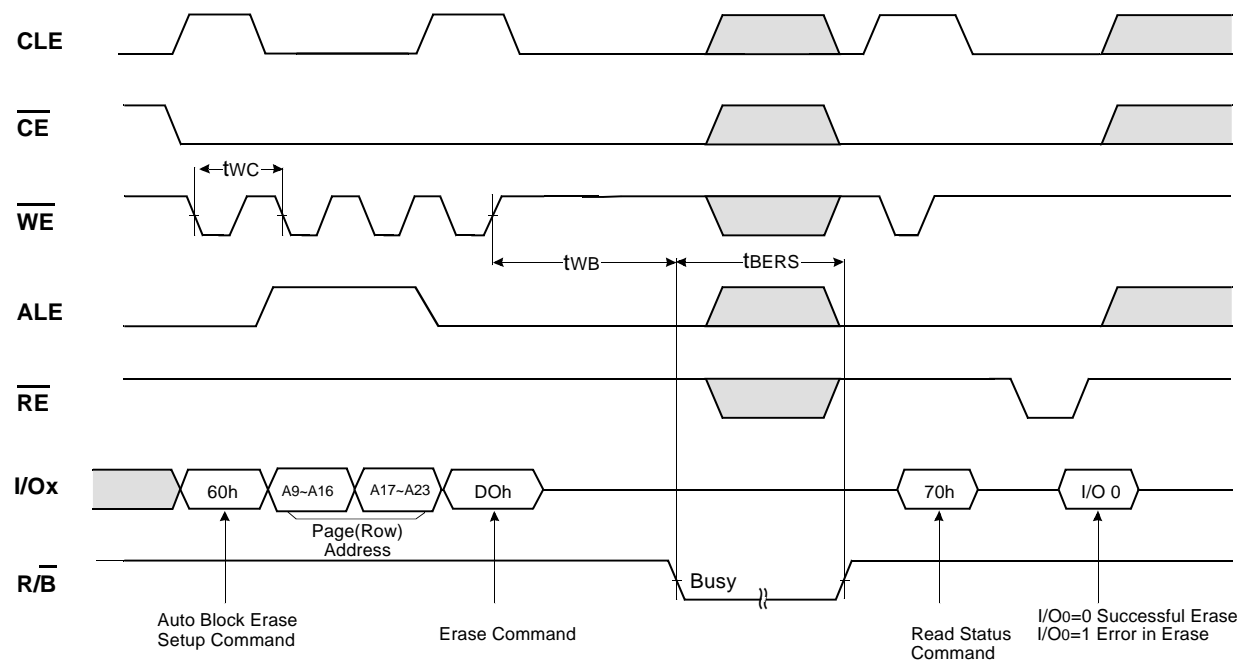 CLE
CE
tWC
WE
tWB
tBERS
ALE
RE
I/Ox
60h
A9~A16
A17~A23
DOh
70h
I/O 0
Page(Row)
Address
R/B
Busy
Auto Block Erase
Setup Command
Erase Command
Read Status
Command
I/O0=0 Successful Erase
I/O0=1 Error in Erase